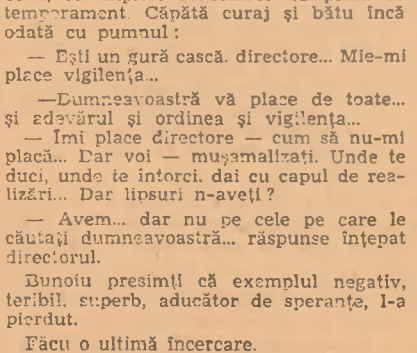 temperament. Căpătă curaj și bătu încă
odată cu pumnul :
— Ești un gură cască. directore... Mie-mi
place vigilența...
—Dumneavoastră vă place de toate...
și adevărul și ordinea și vigilența...
— Îmi place directore — cum să nu-mi
placă... Dar voi — mușamalizați. Unde te
duci, unde te întorci. dai cu capul de rea-
lizări... Dar lipsuri n-aveți ?
— Avem... dar nu pe cele pe care le
căutați dumneavoastră... răspunse înțepat
directorul.
Bunoiu presimți că exemplul negativ,
teribil. superb, aducător de speranțe, l-a
pierdut.
Făcu o ultimă încercare.